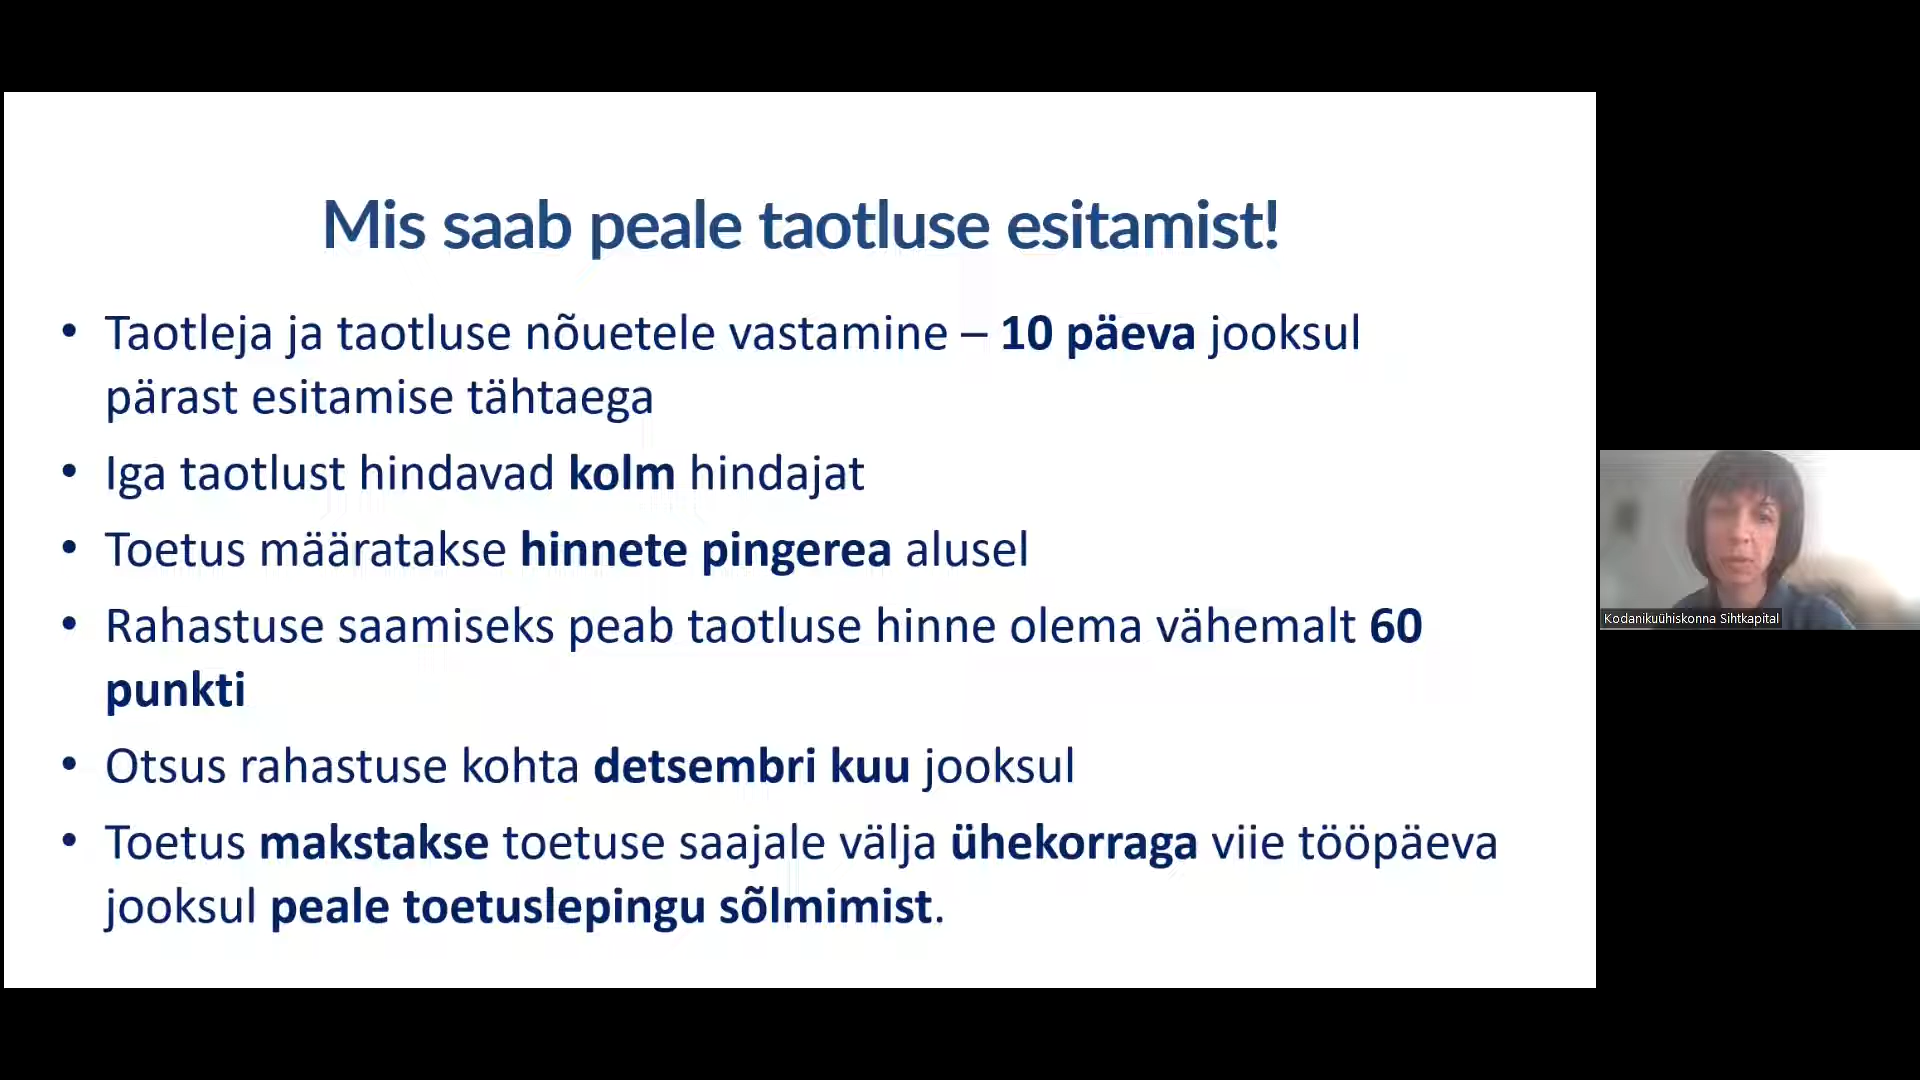 Mis saab peale taotluse esitamist!
• Taotleja ja taotluse nõuetele vastamine – 10 päeva jooksul
pärast esitamise tähtaega
• Iga taotlust hindavad kolm hindajat
• Toetus määratakse hinnete pingerea alusel
• Rahastuse saamiseks peab taotluse hinne olema vähemalt 60
punkti
• Otsus rahastuse kohta detsembri kuu jooksul
• Toetus makstakse toetuse saajale välja ühekorraga viie tööpäeva
jooksul peale toetuslepingu sõlmimist.
Kodanikuühiskonna Sihtkapital